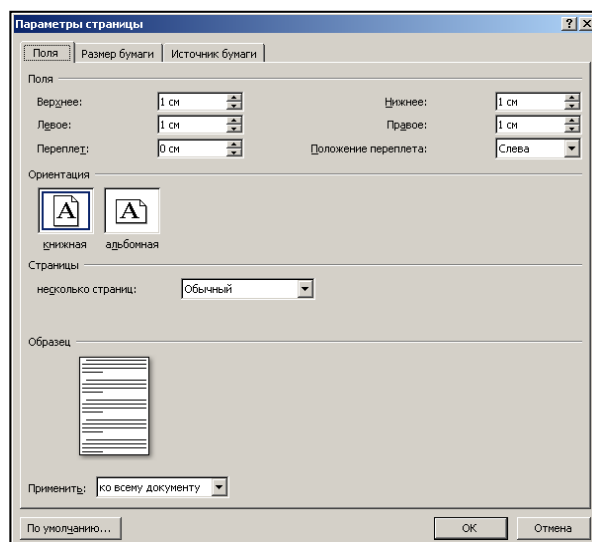 Параметры страницы
Поля Размер бумаги Источник бумаги
Поля
Верхнее: 1 см Нижнее: 1 см
Левое: 1 см Правое: 1 см
Переплет: 0 см Положение переплета: Слева
Ориентация
A A
книжная альбомная
Страницы
несколько страниц: Обычный
Образец
Применить: ко всему документу
По умолчанию... ОК Отмена